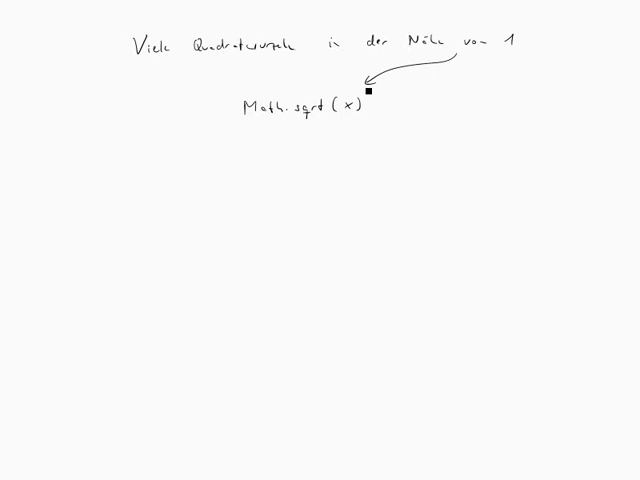 Viele Quadratwurzeln in der Nähe von 1
Math.sqrt(x)